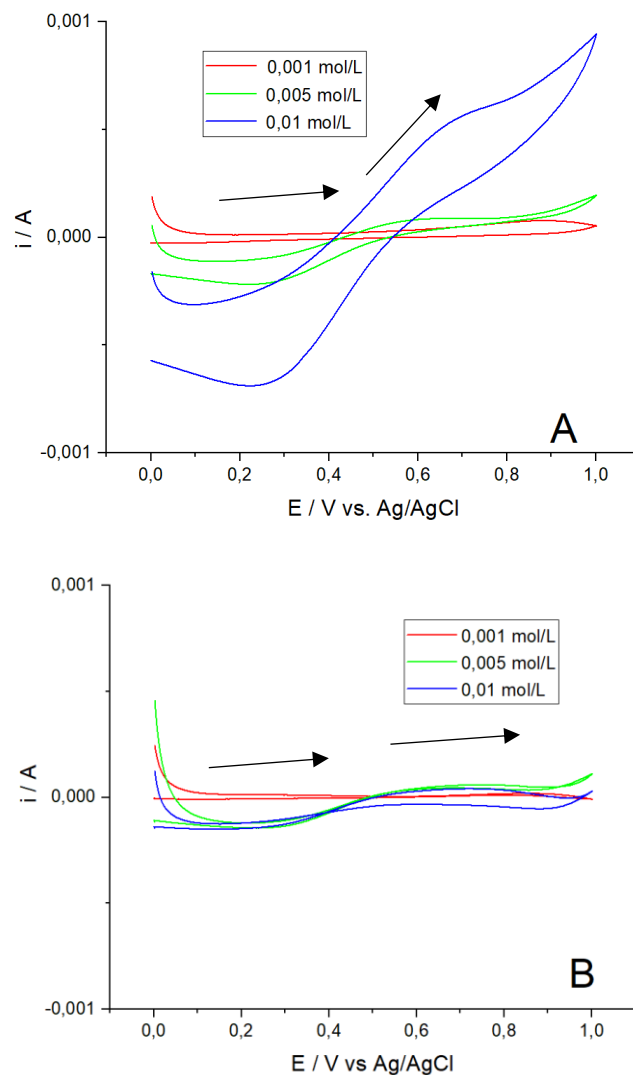 0,001
0,001 mol/L
0,005 mol/L
0,01 mol/L
i / A
0,000
A
-0,001
0,0 0,2 0,4 0,6 0,8 1,0
E / V vs. Ag/AgCl
0,001
0,001 mol/L
0,005 mol/L
0,01 mol/L
i / A
0,000
B
-0,001
0,0 0,2 0,4 0,6 0,8 1,0
E / V vs Ag/AgCl